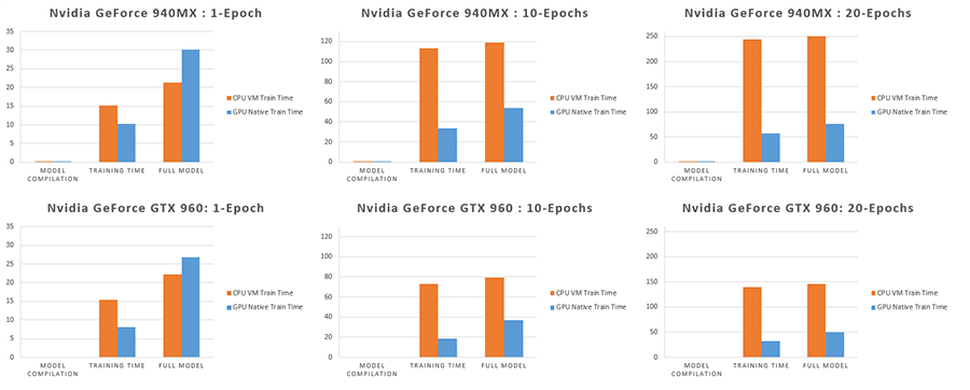 Nvidia GeForce 940MX : 1-Epoch
35
30
25
20
15
10
5
0
MODEL COMPILATION
TRAINING TIME
FULL MODEL
CPU VM Train Time
GPU Native Train Time
Nvidia GeForce 940MX : 10-Epochs
120
100
80
60
40
20
0
MODEL COMPILATION
TRAINING TIME
FULL MODEL
CPU VM Train Time
GPU Native Train Time
Nvidia GeForce 940MX : 20-Epochs
250
200
150
100
50
0
MODEL COMPILATION
TRAINING TIME
FULL MODEL
CPU VM Train Time
GPU Native Train Time
Nvidia GeForce GTX 960: 1-Epoch
35
30
25
20
15
10
5
0
MODEL COMPILATION
TRAINING TIME
FULL MODEL
CPU VM Train Time
GPU Native Train Time
Nvidia GeForce GTX 960 : 10-Epochs
120
100
80
60
40
20
0
MODEL COMPILATION
TRAINING TIME
FULL MODEL
CPU VM Train Time
GPU Native Train Time
Nvidia GeForce GTX 960: 20-Epochs
250
200
150
100
50
0
MODEL COMPILATION
TRAINING TIME
FULL MODEL
CPU VM Train Time
GPU Native Train Time